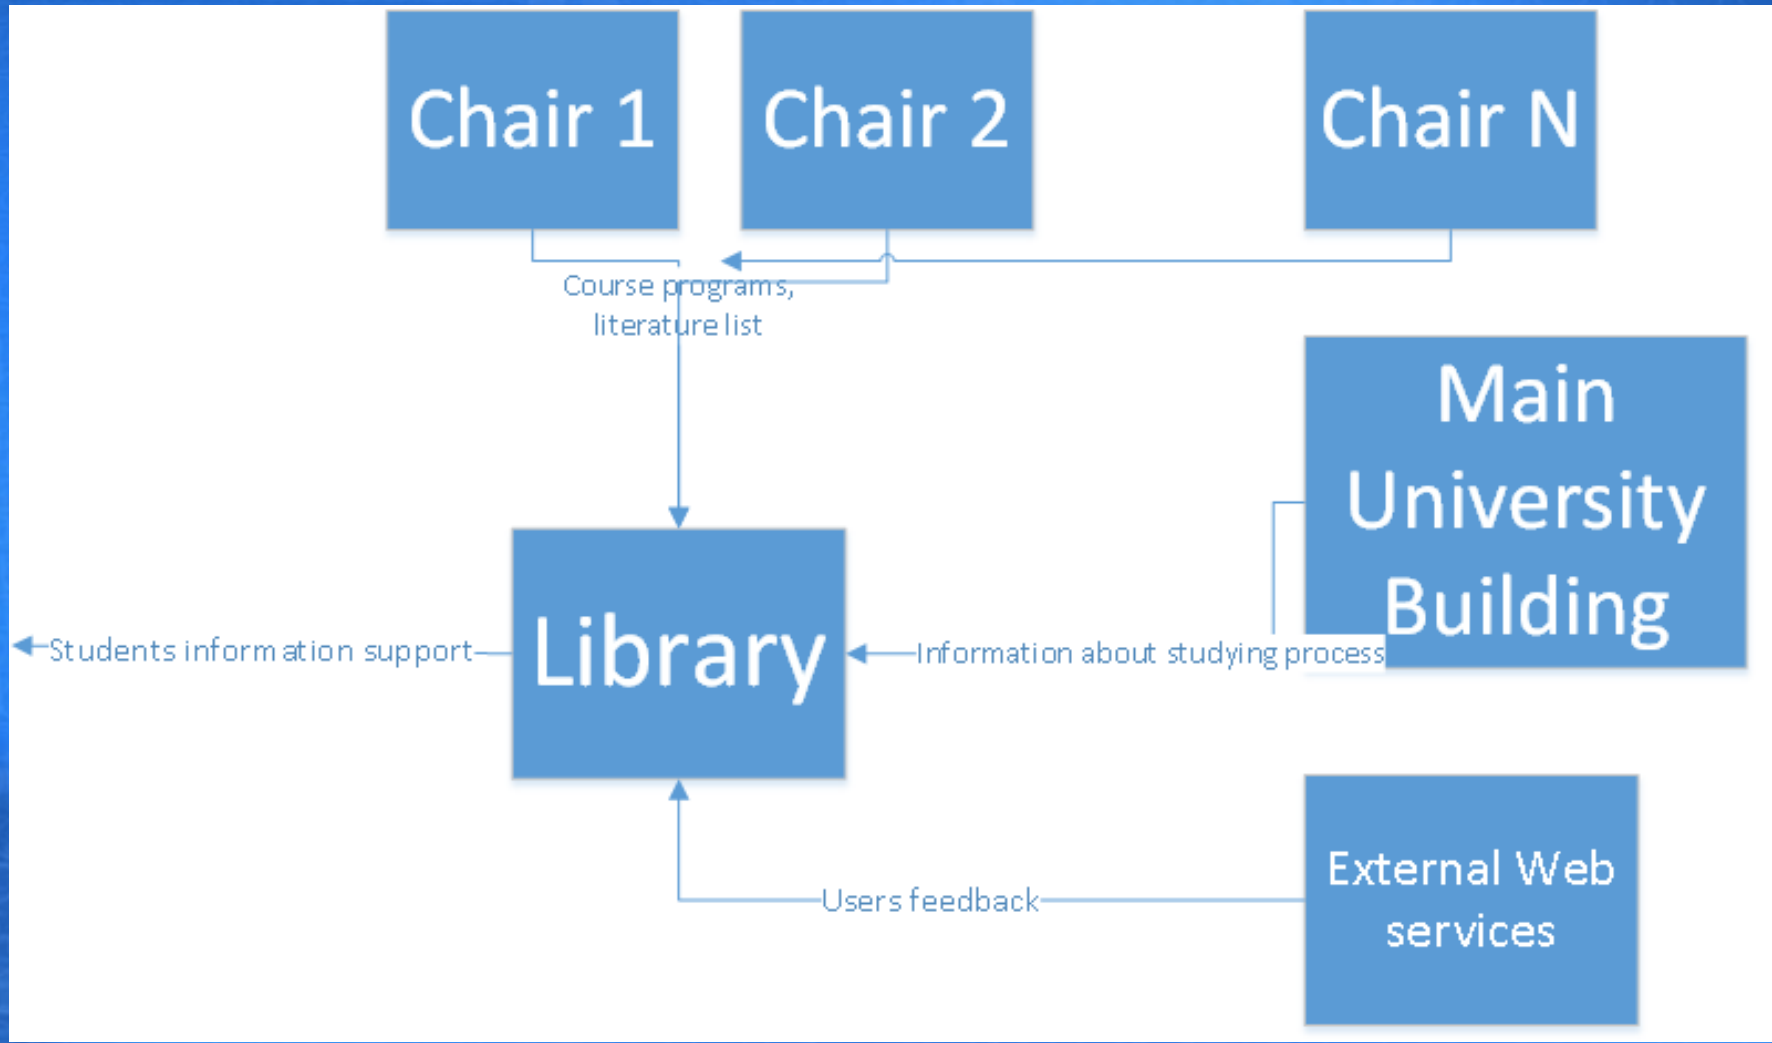 Chair 1
Chair 2
Chair N
Course programs,
literature list
Main
University
Building
Library
Students information support
Information about studying process
Users feedback
External Web
services